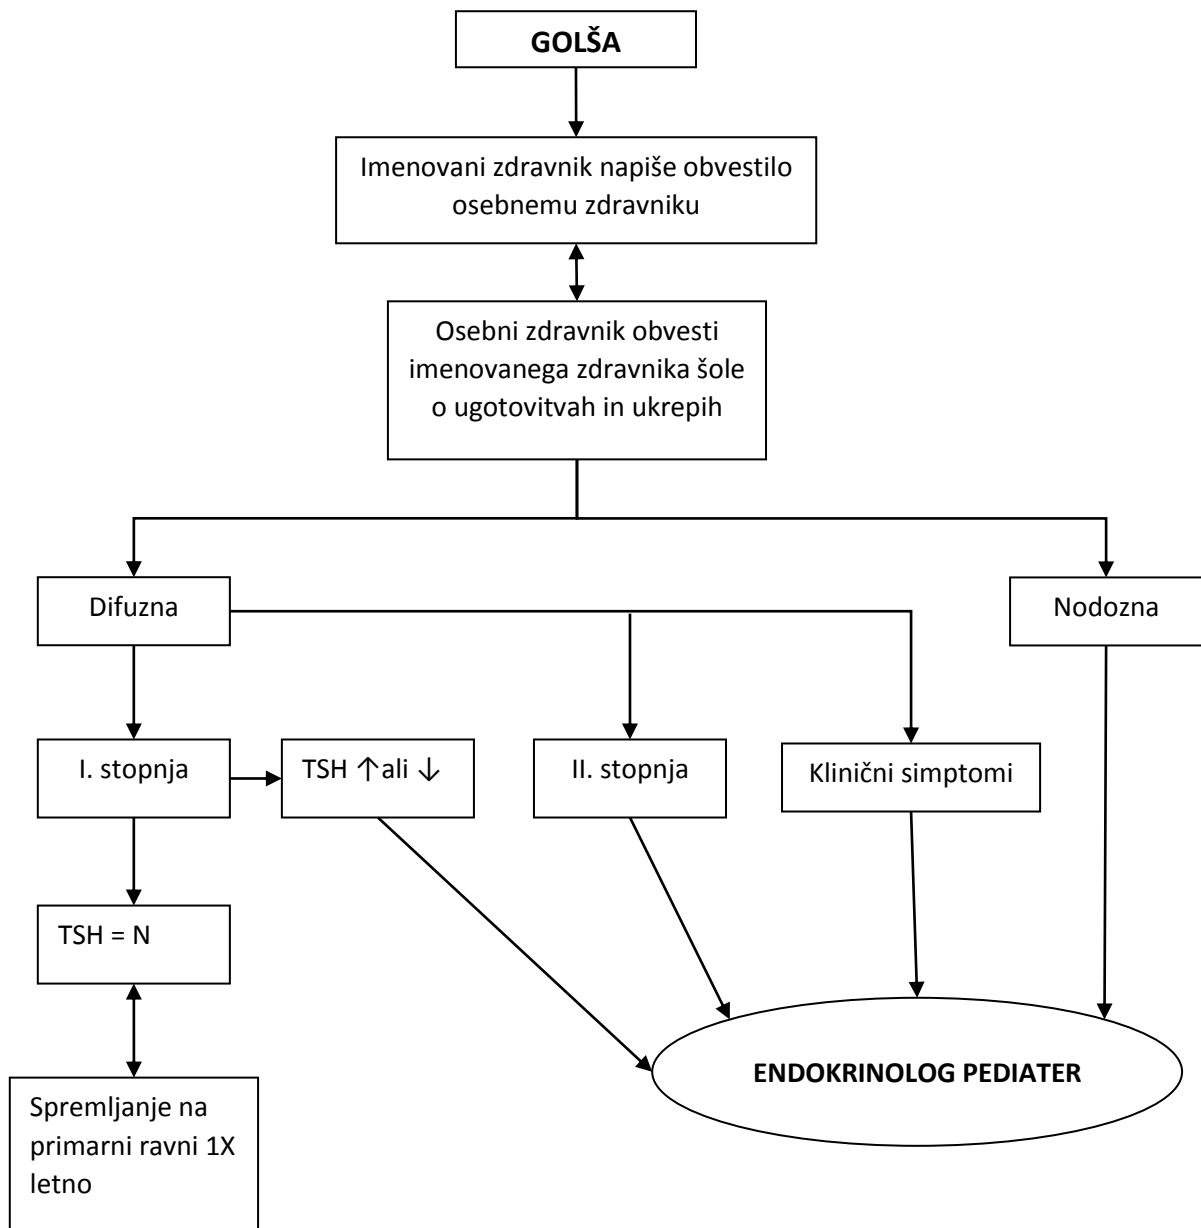 GOLŠA
Imenovani zdravnik napiše obvestilo
osebnemu zdravniku
Osebni zdravnik obvesti
imenovanega zdravnika šole
o ugotovitvah in ukrepih
Difuzna
Nodozna
I. stopnja
TSH ↑ali ↓
II. stopnja
Klinični simptomi
TSH = N
ENDOKRINOLOG PEDIATER
Spremljanje na
primarni ravni 1X
letno